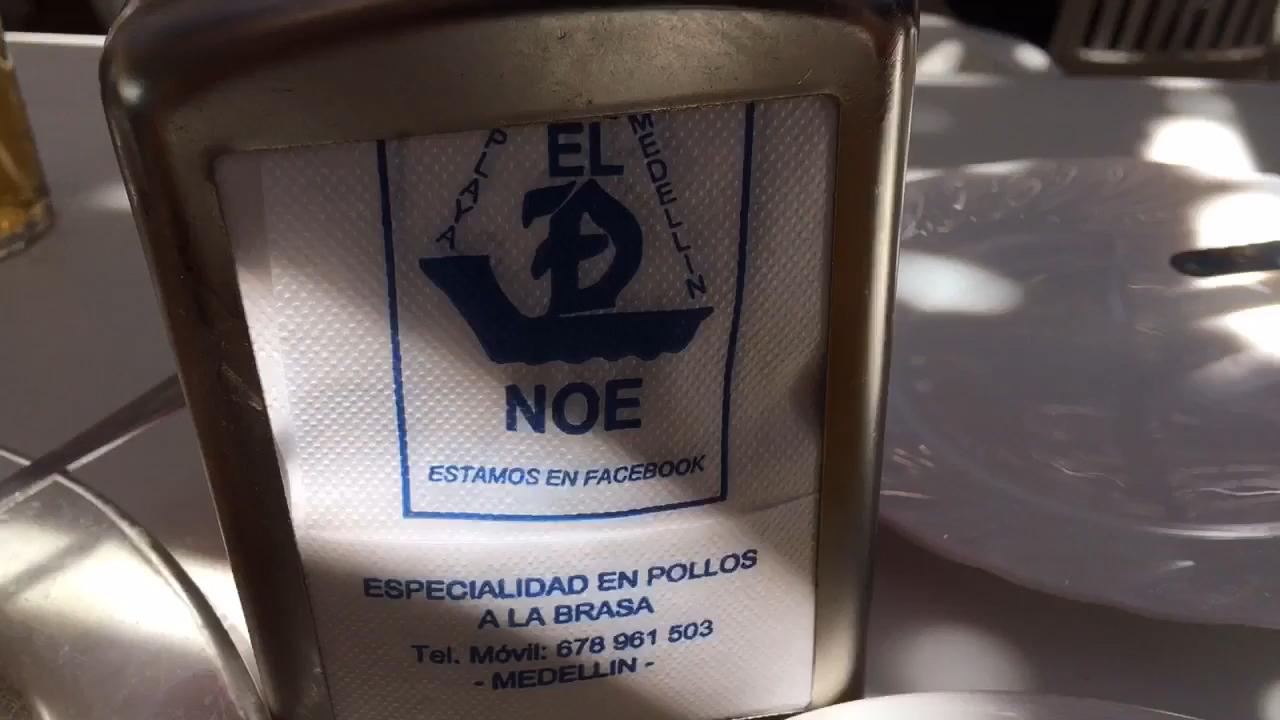 PLAYA
EL
MEDELLIN
NOE
ESTAMOS EN FACEBOOK
ESPECIALIDAD EN POLLOS
A LA BRASA
Tel. Móvil: 678 961 503
- MEDELLIN -